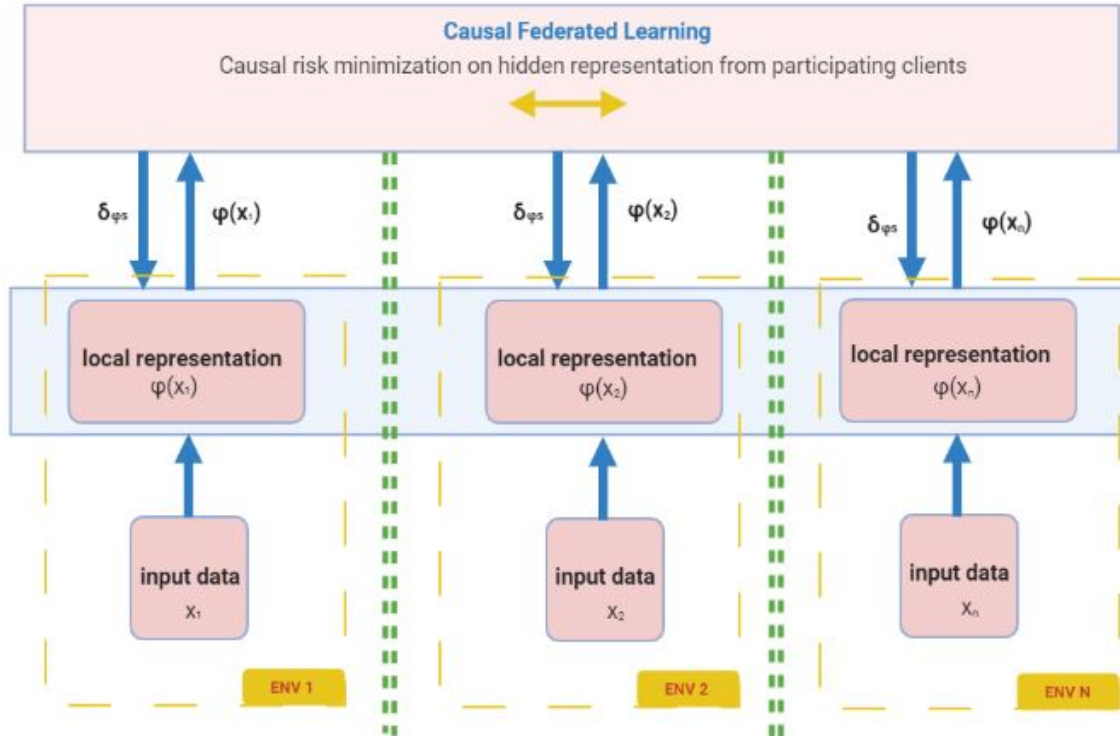 Causal Federated Learning
Causal risk minimization on hidden representation from participating clients
δφs
φ(x₁)
δφs
φ(x₂)
δφs
φ(xₙ)
local representation
φ(x₁)
local representation
φ(x₂)
local representation
φ(xₙ)
input data
x₁
input data
x₂
input data
xₙ
ENV 1
ENV 2
ENV N